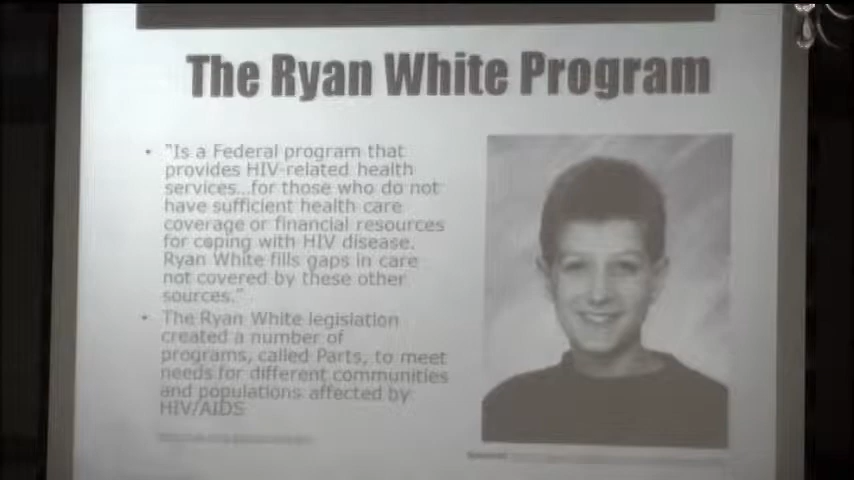 The Ryan White Program
• "Is a Federal program that
provides HIV-related health
services...for those who do not
have sufficient health care
coverage or financial resources
for coping with HIV disease.
Ryan White fills gaps in care
not covered by these other
sources."
• The Ryan White legislation
created a number of
programs, called Parts, to meet
needs for different communities
and populations affected by
HIV/AIDS